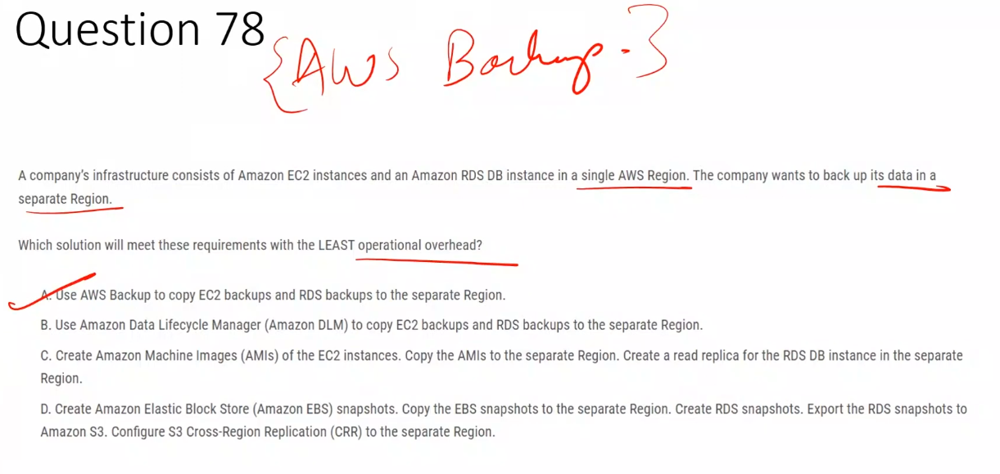 Question 78
{AWS Backup.}
A company's infrastructure consists of Amazon EC2 instances and an Amazon RDS DB instance in a single AWS Region. The company wants to back up its data in a
separate Region.
Which solution will meet these requirements with the LEAST operational overhead?
A. Use AWS Backup to copy EC2 backups and RDS backups to the separate Region.
B. Use Amazon Data Lifecycle Manager (Amazon DLM) to copy EC2 backups and RDS backups to the separate Region.
C. Create Amazon Machine Images (AMIs) of the EC2 instances. Copy the AMIs to the separate Region. Create a read replica for the RDS DB instance in the separate
Region.
D. Create Amazon Elastic Block Store (Amazon EBS) snapshots. Copy the EBS snapshots to the separate Region. Create RDS snapshots. Export the RDS snapshots to
Amazon S3. Configure S3 Cross-Region Replication (CRR) to the separate Region.